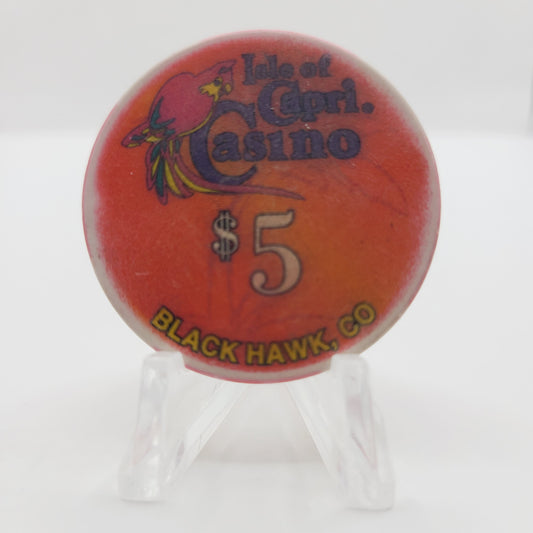 Isle of
Capri.
Casino
$5
BLACK HAWK, CO